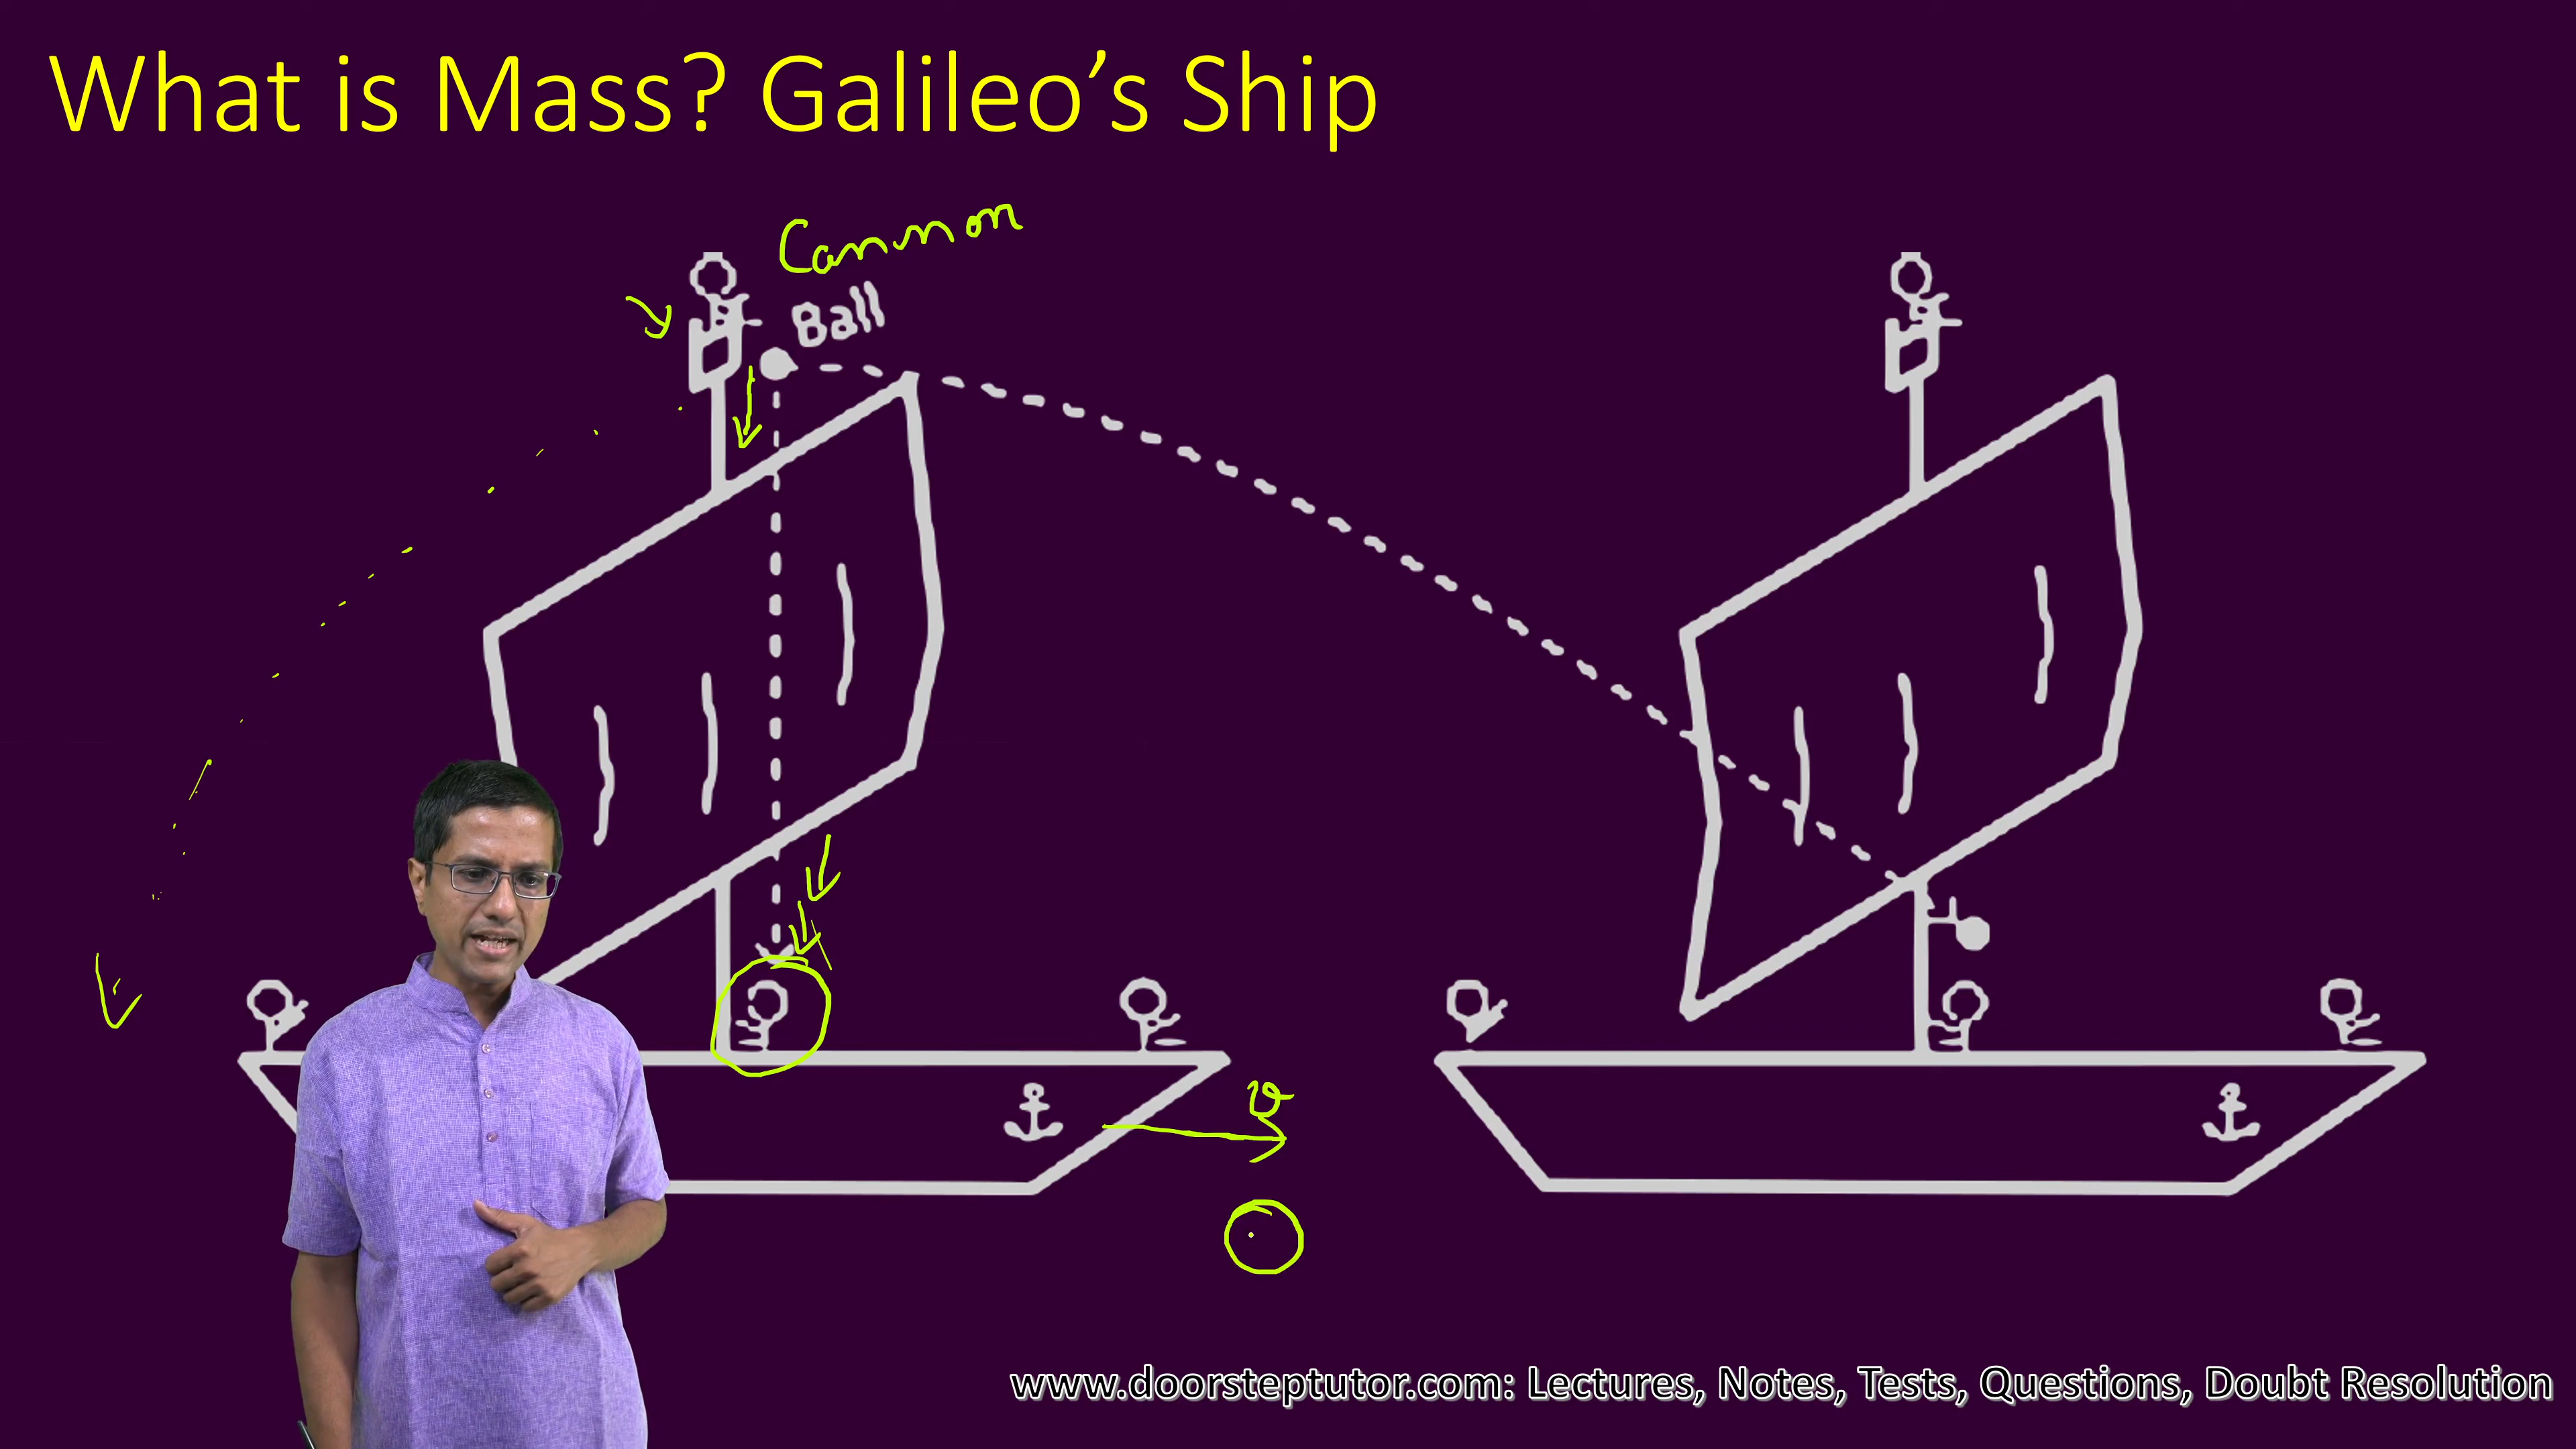 What is Mass? Galileo’s Ship
Cannon
Ball
v
www.doorsteptutor.com: Lectures, Notes, Tests, Questions, Doubt Resolution